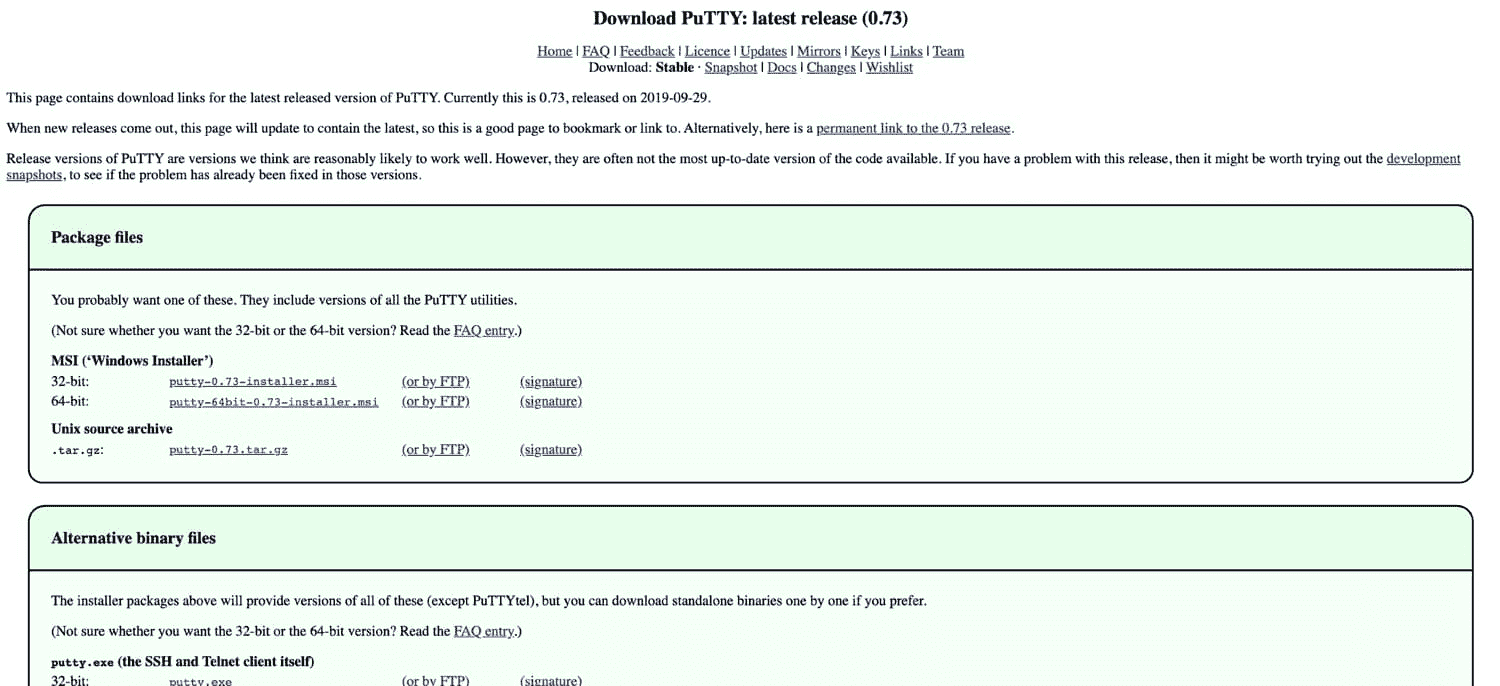 Download PuTTY: latest release (0.73)
Home | FAQ | Feedback | Licence | Updates | Mirrors | Keys | Links | Team
Download: Stable · Snapshot | Docs | Changes | Wishlist
This page contains download links for the latest released version of PuTTY. Currently this is 0.73, released on 2019-09-29.
When new releases come out, this page will update to contain the latest, so this is a good page to bookmark or link to. Alternatively, here is a permanent link to the 0.73 release.
Release versions of PuTTY are versions we think are reasonably likely to work well. However, they are often not the most up-to-date version of the code available. If you have a problem with this release, then it might be worth trying out the development
snapshots, to see if the problem has already been fixed in those versions.
Package files
You probably want one of these. They include versions of all the PuTTY utilities.
(Not sure whether you want the 32-bit or the 64-bit version? Read the FAQ entry.)
MSI (‘Windows Installer’)
32-bit: putty-0.73-installer.msi (or by FTP) (signature)
64-bit: putty-64bit-0.73-installer.msi (or by FTP) (signature)
Unix source archive
.tar.gz: putty-0.73.tar.gz (or by FTP) (signature)
Alternative binary files
The installer packages above will provide versions of all of these (except PuTTYtel), but you can download standalone binaries one by one if you prefer.
(Not sure whether you want the 32-bit or the 64-bit version? Read the FAQ entry.)
putty.exe (the SSH and Telnet client itself)
32-bit: putty.exe (or by FTP) (signature)